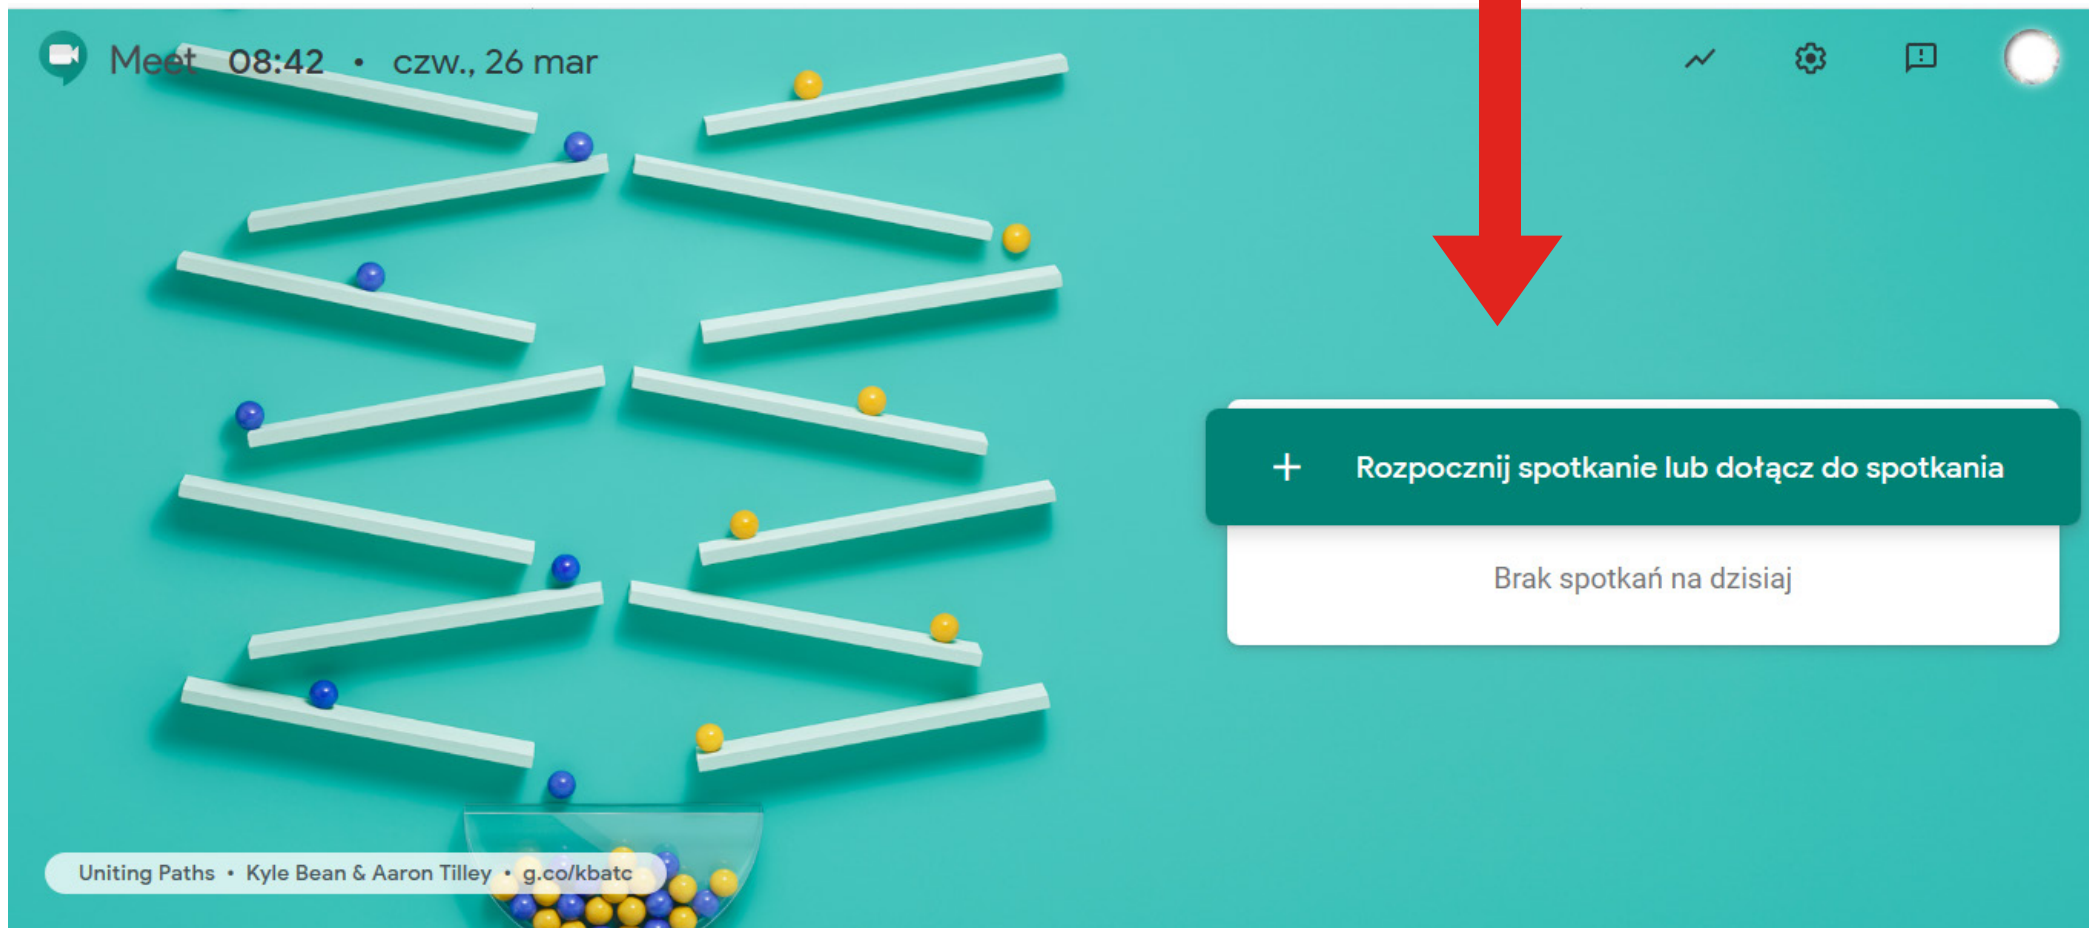 Meet 08:42 • czw., 26 mar
+ Rozpocznij spotkanie lub dołącz do spotkania
Brak spotkań na dzisiaj
Uniting Paths • Kyle Bean & Aaron Tilley • g.co/kbatc